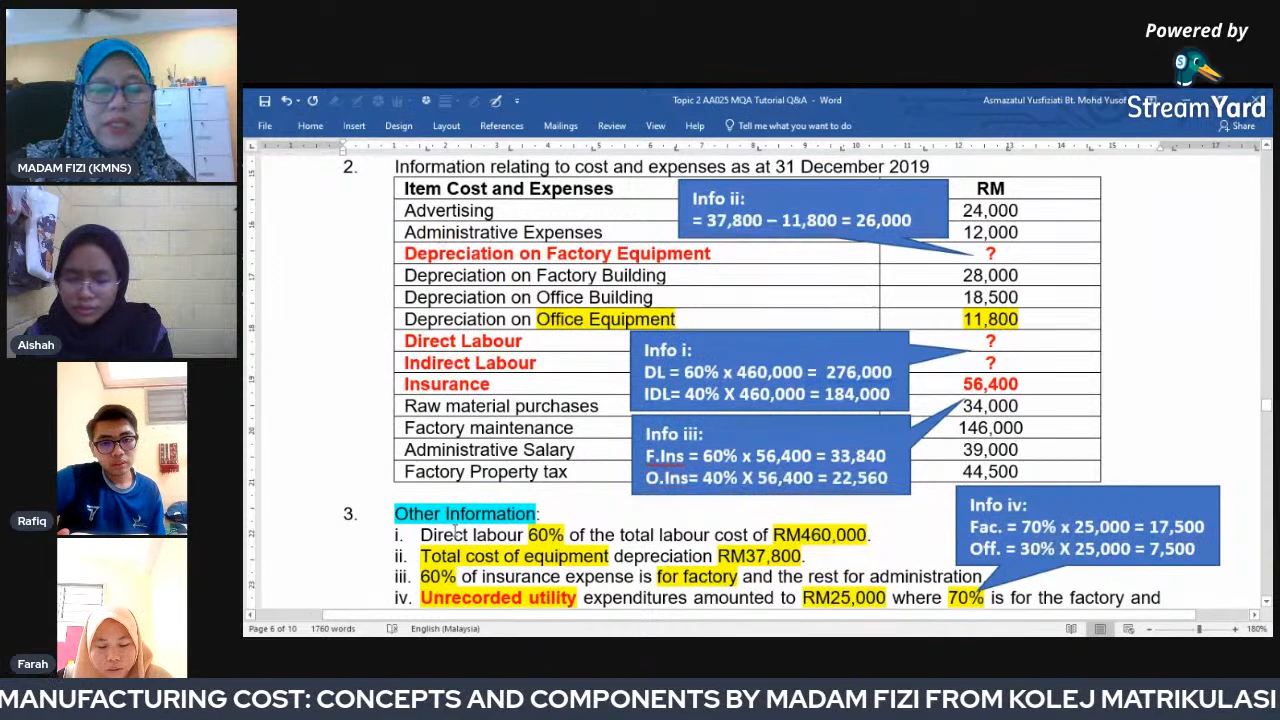 Powered by
StreamYard
MADAM FIZI (KMNS)
Topic 2 AA025 MQA Tutorial Q&A - Word
Asmazatul Yusfiziati Bt. Mohd Yusof
File Home Insert Design Layout References Mailings Review View Help Tell me what you want to do Share
2. Information relating to cost and expenses as at 31 December 2019
Item Cost and Expenses RM
Advertising 24,000
Administrative Expenses 12,000
Depreciation on Factory Equipment ?
Depreciation on Factory Building 28,000
Depreciation on Office Building 18,500
Depreciation on Office Equipment 11,800
Direct Labour ?
Indirect Labour ?
Insurance 56,400
Raw material purchases 34,000
Factory maintenance 146,000
Administrative Salary 39,000
Factory Property tax 44,500
Info ii:
= 37,800 – 11,800 = 26,000
Info i:
DL = 60% x 460,000 = 276,000
IDL= 40% X 460,000 = 184,000
Info iii:
F.Ins = 60% x 56,400 = 33,840
O.Ins= 40% X 56,400 = 22,560
Info iv:
Fac. = 70% x 25,000 = 17,500
Off. = 30% X 25,000 = 7,500
3. Other Information:
i. Direct labour 60% of the total labour cost of RM460,000.
ii. Total cost of equipment depreciation RM37,800.
iii. 60% of insurance expense is for factory and the rest for administration
iv. Unrecorded utility expenditures amounted to RM25,000 where 70% is for the factory and
Page 6 of 10 1760 words English (Malaysia) 180%
Aishah
Rafiq
Farah
MANUFACTURING COST: CONCEPTS AND COMPONENTS BY MADAM FIZI FROM KOLEJ MATRIKULASI